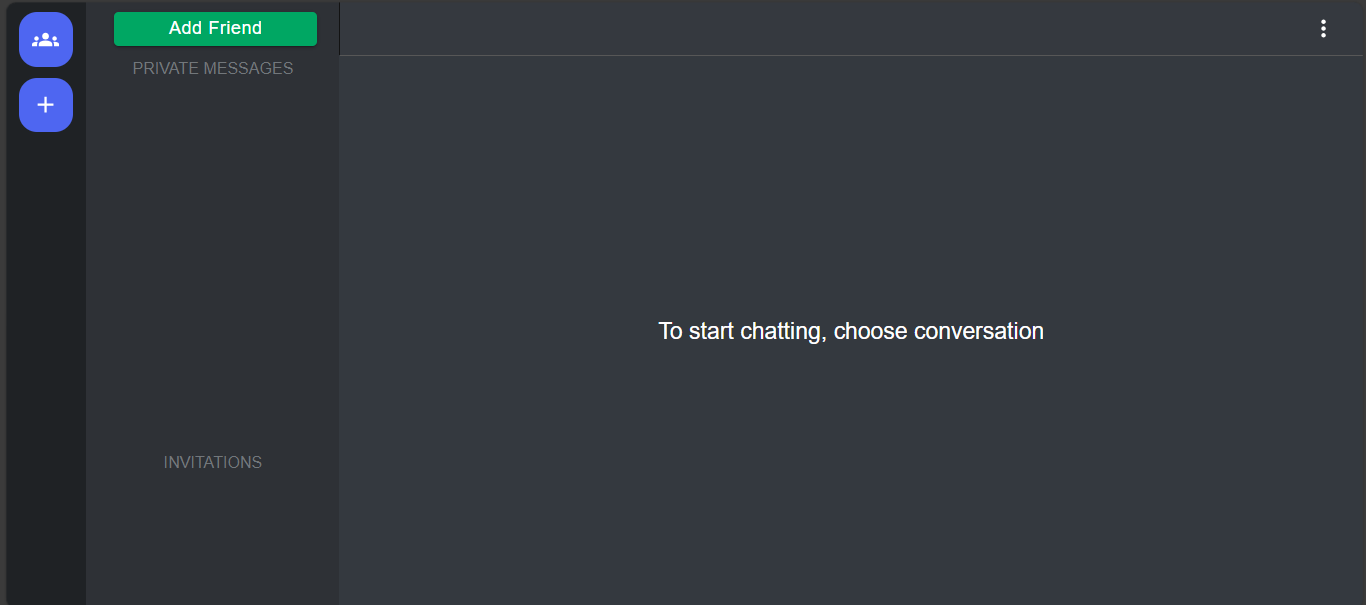 Add Friend
PRIVATE MESSAGES
To start chatting, choose conversation
INVITATIONS